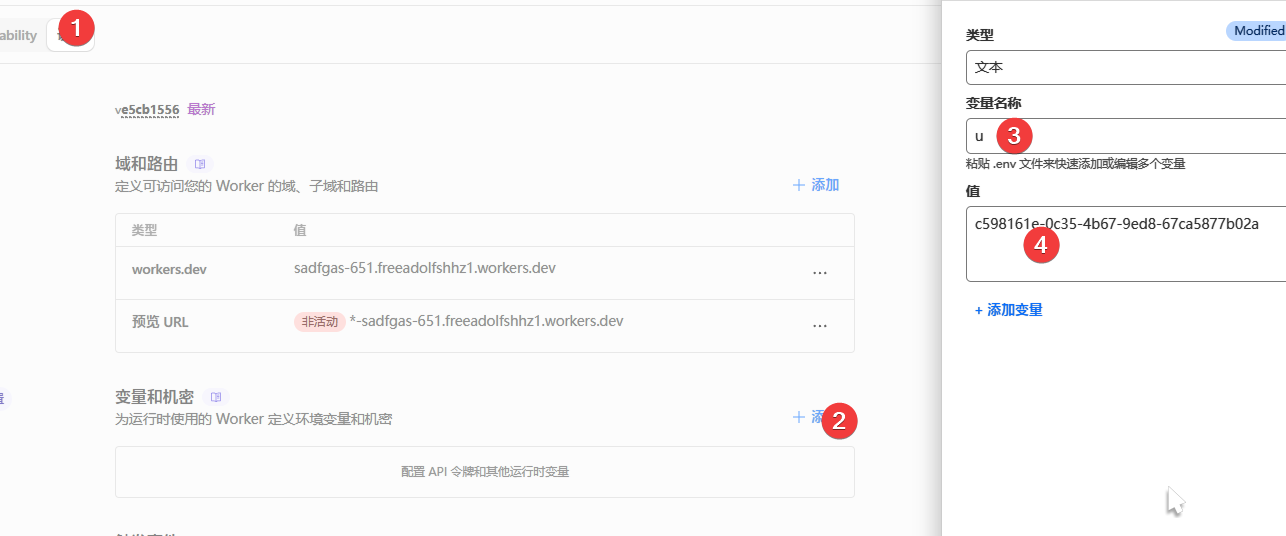 ability
1
ve5cb1556 最新
域和路由
定义可访问您的 Worker 的域、子域和路由
添加
类型 值
workers.dev sadfgas-651.freeadolfshhz1.workers.dev ...
预览 URL 非活动 *-sadfgas-651.freeadolfshhz1.workers.dev ...
变量和机密
为运行时使用的 Worker 定义环境变量和机密
添
2
配置 API 令牌和其他运行时变量
类型
Modified
文本
变量名称
u
3
粘贴 .env 文件来快速添加或编辑多个变量
值
c598161e-0c35-4b67-9ed8-67ca5877b02a
4
+ 添加变量